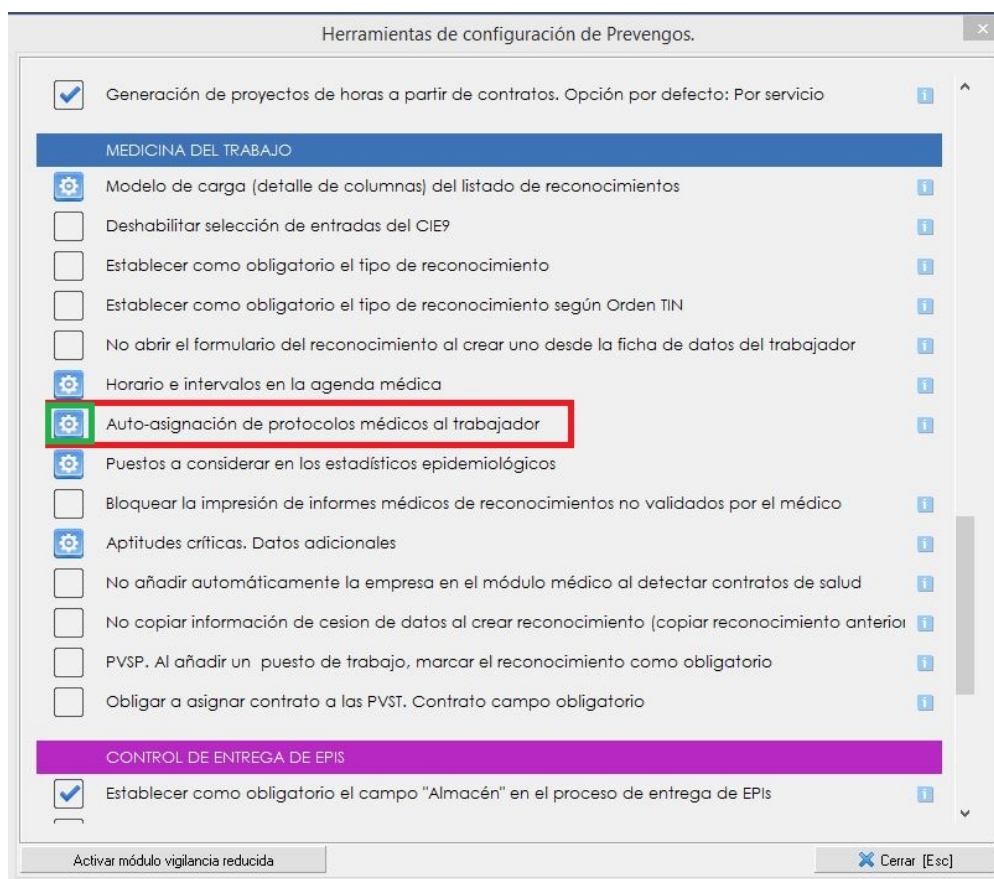 Herramientas de configuración de Prevengos.
Generación de proyectos de horas a partir de contratos. Opción por defecto: Por servicio
MEDICINA DEL TRABAJO
Modelo de carga (detalle de columnas) del listado de reconocimientos
Deshabilitar selección de entradas del CIE9
Establecer como obligatorio el tipo de reconocimiento
Establecer como obligatorio el tipo de reconocimiento según Orden TIN
No abrir el formulario del reconocimiento al crear uno desde la ficha de datos del trabajador
Horario e intervalos en la agenda médica
Auto-asignación de protocolos médicos al trabajador
Puestos a considerar en los estadísticos epidemiológicos
Bloquear la impresión de informes médicos de reconocimientos no validados por el médico
Aptitudes críticas. Datos adicionales
No añadir automáticamente la empresa en el módulo médico al detectar contratos de salud
No copiar información de cesion de datos al crear reconocimiento (copiar reconocimiento anterior
PVSP. Al añadir un puesto de trabajo, marcar el reconocimiento como obligatorio
Obligar a asignar contrato a las PVST. Contrato campo obligatorio
CONTROL DE ENTREGA DE EPIS
Establecer como obligatorio el campo "Almacén" en el proceso de entrega de EPIs
Activar módulo vigilancia reducida
Cerrar [Esc]